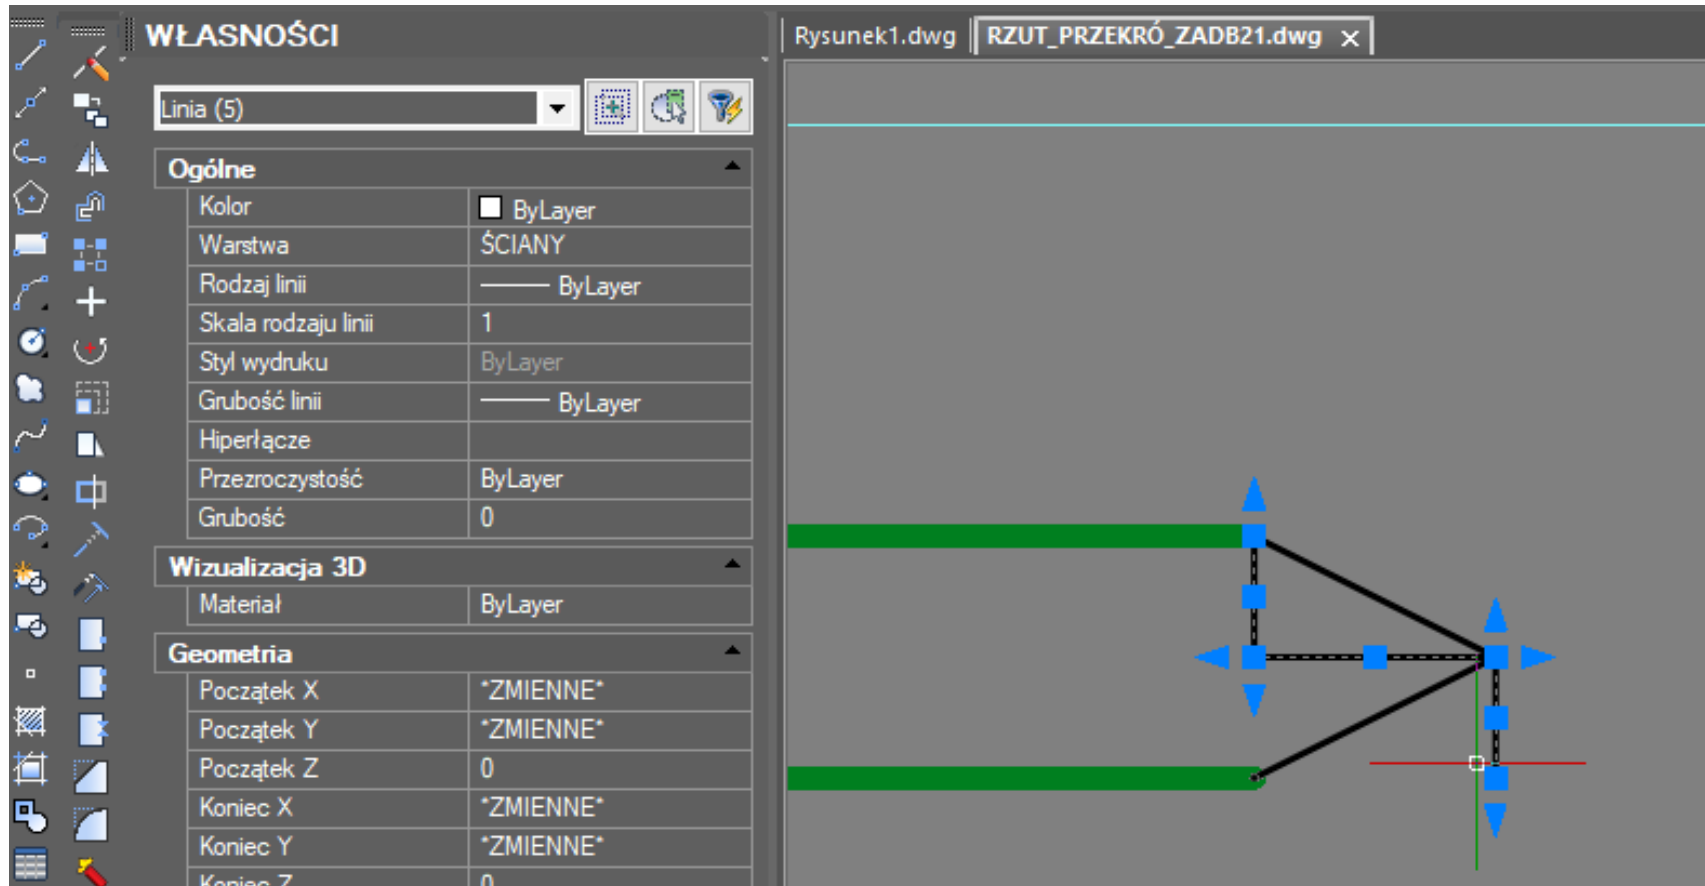 WŁASNOŚCI
Rysunek1.dwg RZUT_PRZEKRÓ_ZADB21.dwg
Linia (5)
Ogólne
Kolor ByLayer
Warstwa ŚCIANY
Rodzaj linii ByLayer
Skala rodzaju linii 1
Styl wydruku ByLayer
Grubość linii ByLayer
Hiperłącze
Przezroczystość ByLayer
Grubość 0
Wizualizacja 3D
Materiał ByLayer
Geometria
Początek X *ZMIENNE*
Początek Y *ZMIENNE*
Początek Z 0
Koniec X *ZMIENNE*
Koniec Y *ZMIENNE*
Koniec Z 0